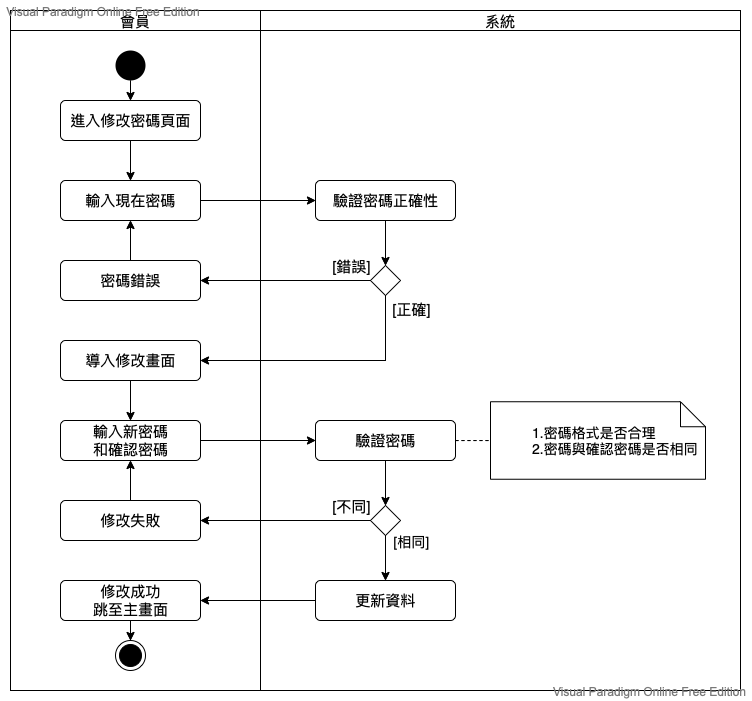 Visual Paradigm Online Free Edition
會員
系統
進入修改密碼頁面
輸入現在密碼
驗證密碼正確性
[錯誤]
密碼錯誤
[正確]
導入修改畫面
輸入新密碼
和確認密碼
驗證密碼
1.密碼格式是否合理
2.密碼與確認密碼是否相同
[不同]
修改失敗
[相同]
修改成功
跳至主畫面
更新資料
Visual Paradigm Online Free Edition